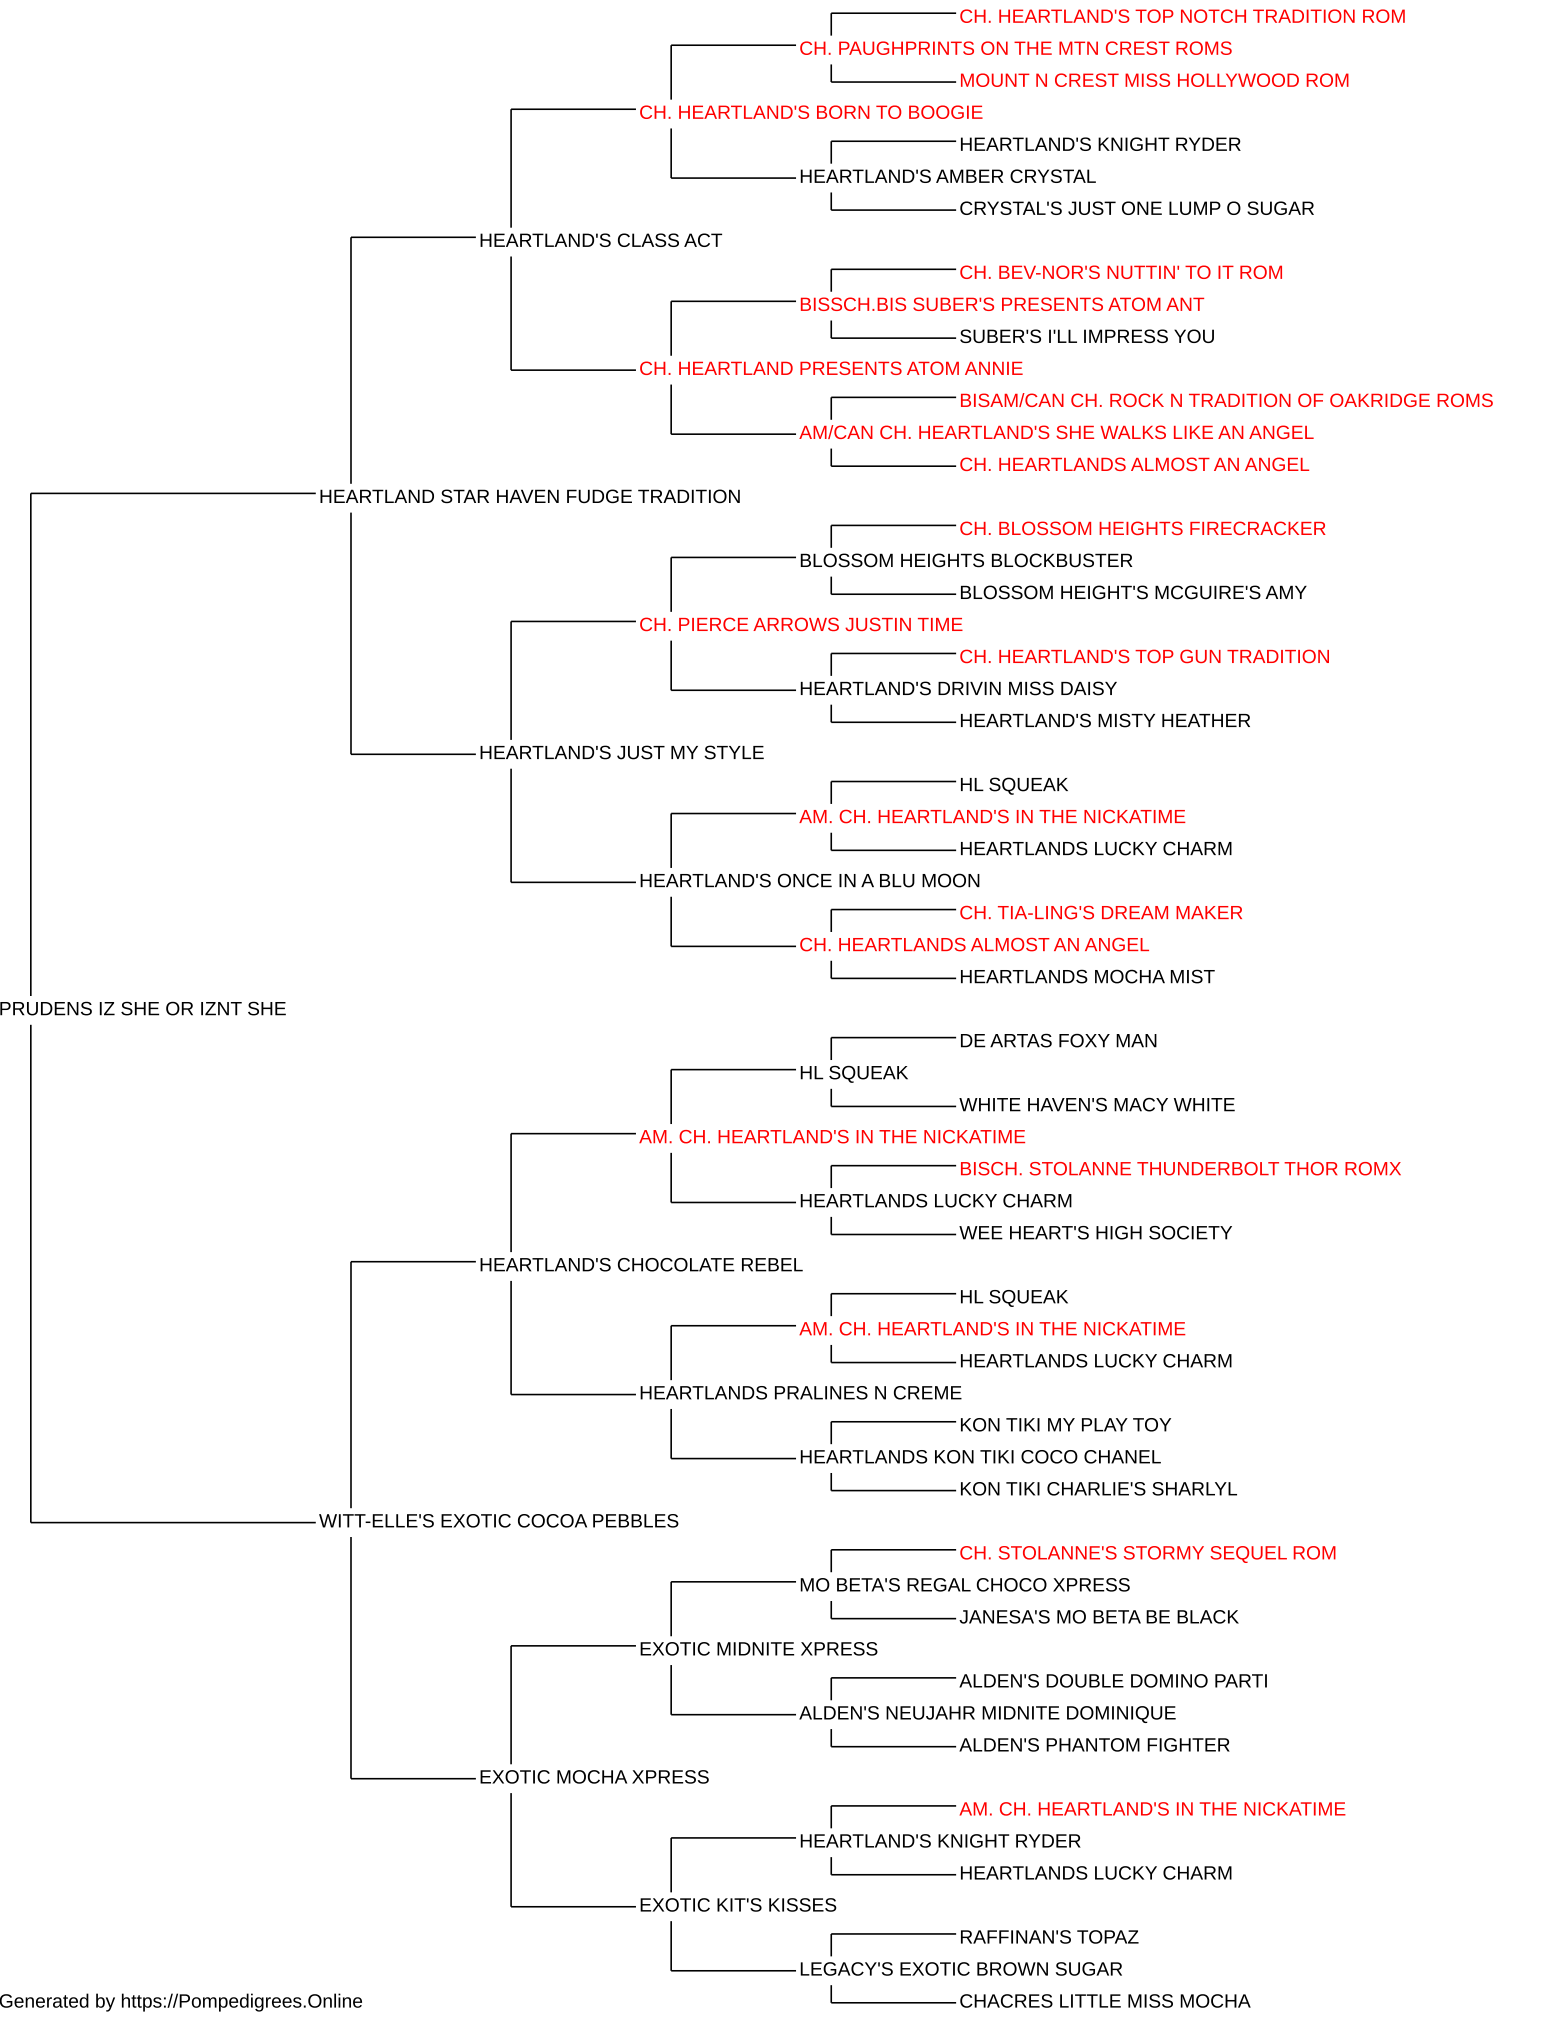 CH. HEARTLAND'S TOP NOTCH TRADITION ROM
CH. PAUGHPRINTS ON THE MTN CREST ROMS
MOUNT N CREST MISS HOLLYWOOD ROM
CH. HEARTLAND'S BORN TO BOOGIE
HEARTLAND'S KNIGHT RYDER
HEARTLAND'S AMBER CRYSTAL
CRYSTAL'S JUST ONE LUMP O SUGAR
HEARTLAND'S CLASS ACT
CH. BEV-NOR'S NUTTIN' TO IT ROM
BISSCH.BIS SUBER'S PRESENTS ATOM ANT
SUBER'S I'LL IMPRESS YOU
CH. HEARTLAND PRESENTS ATOM ANNIE
BISAM/CAN CH. ROCK N TRADITION OF OAKRIDGE ROMS
AM/CAN CH. HEARTLAND'S SHE WALKS LIKE AN ANGEL
CH. HEARTLANDS ALMOST AN ANGEL
HEARTLAND STAR HAVEN FUDGE TRADITION
CH. BLOSSOM HEIGHTS FIRECRACKER
BLOSSOM HEIGHTS BLOCKBUSTER
BLOSSOM HEIGHT'S MCGUIRE'S AMY
CH. PIERCE ARROWS JUSTIN TIME
CH. HEARTLAND'S TOP GUN TRADITION
HEARTLAND'S DRIVIN MISS DAISY
HEARTLAND'S MISTY HEATHER
HEARTLAND'S JUST MY STYLE
HL SQUEAK
AM. CH. HEARTLAND'S IN THE NICKATIME
HEARTLANDS LUCKY CHARM
HEARTLAND'S ONCE IN A BLU MOON
CH. TIA-LING'S DREAM MAKER
CH. HEARTLANDS ALMOST AN ANGEL
HEARTLANDS MOCHA MIST
PRUDENS IZ SHE OR IZNT SHE
DE ARTAS FOXY MAN
HL SQUEAK
WHITE HAVEN'S MACY WHITE
AM. CH. HEARTLAND'S IN THE NICKATIME
BISCH. STOLANNE THUNDERBOLT THOR ROMX
HEARTLANDS LUCKY CHARM
WEE HEART'S HIGH SOCIETY
HEARTLAND'S CHOCOLATE REBEL
HL SQUEAK
AM. CH. HEARTLAND'S IN THE NICKATIME
HEARTLANDS LUCKY CHARM
HEARTLANDS PRALINES N CREME
KON TIKI MY PLAY TOY
HEARTLANDS KON TIKI COCO CHANEL
KON TIKI CHARLIE'S SHARLYL
WITT-ELLE'S EXOTIC COCOA PEBBLES
CH. STOLANNE'S STORMY SEQUEL ROM
MO BETA'S REGAL CHOCO XPRESS
JANESA'S MO BETA BE BLACK
EXOTIC MIDNITE XPRESS
ALDEN'S DOUBLE DOMINO PARTI
ALDEN'S NEUJAHR MIDNITE DOMINIQUE
ALDEN'S PHANTOM FIGHTER
EXOTIC MOCHA XPRESS
AM. CH. HEARTLAND'S IN THE NICKATIME
HEARTLAND'S KNIGHT RYDER
HEARTLANDS LUCKY CHARM
EXOTIC KIT'S KISSES
RAFFINAN'S TOPAZ
LEGACY'S EXOTIC BROWN SUGAR
CHACRES LITTLE MISS MOCHA
Generated by https://Pompedigrees.Online